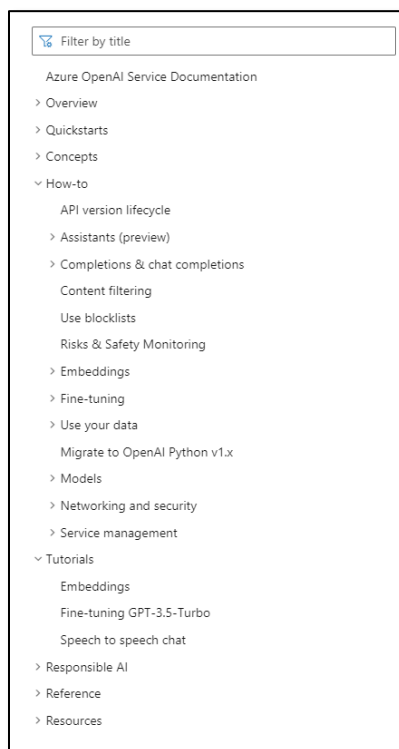 Filter by title
Azure OpenAI Service Documentation
Overview
Quickstarts
Concepts
How-to
API version lifecycle
Assistants (preview)
Completions & chat completions
Content filtering
Use blocklists
Risks & Safety Monitoring
Embeddings
Fine-tuning
Use your data
Migrate to OpenAI Python v1.x
Models
Networking and security
Service management
Tutorials
Embeddings
Fine-tuning GPT-3.5-Turbo
Speech to speech chat
Responsible AI
Reference
Resources